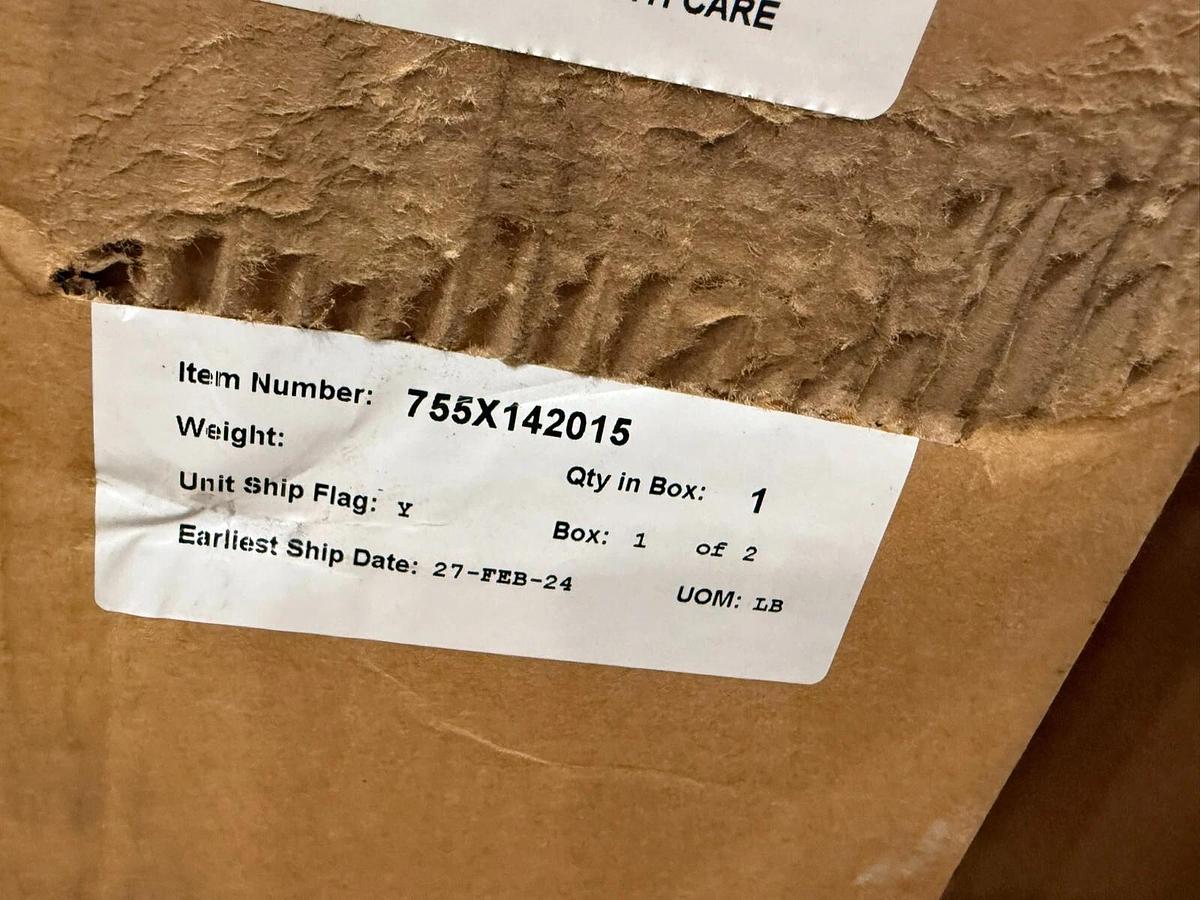 CARE
Item Number: 755X142015
Weight:
Qty in Box: 1
Unit Ship Flag: Y
Box: 1 of 2
Earliest Ship Date: 27-FEB-24
UOM: LB